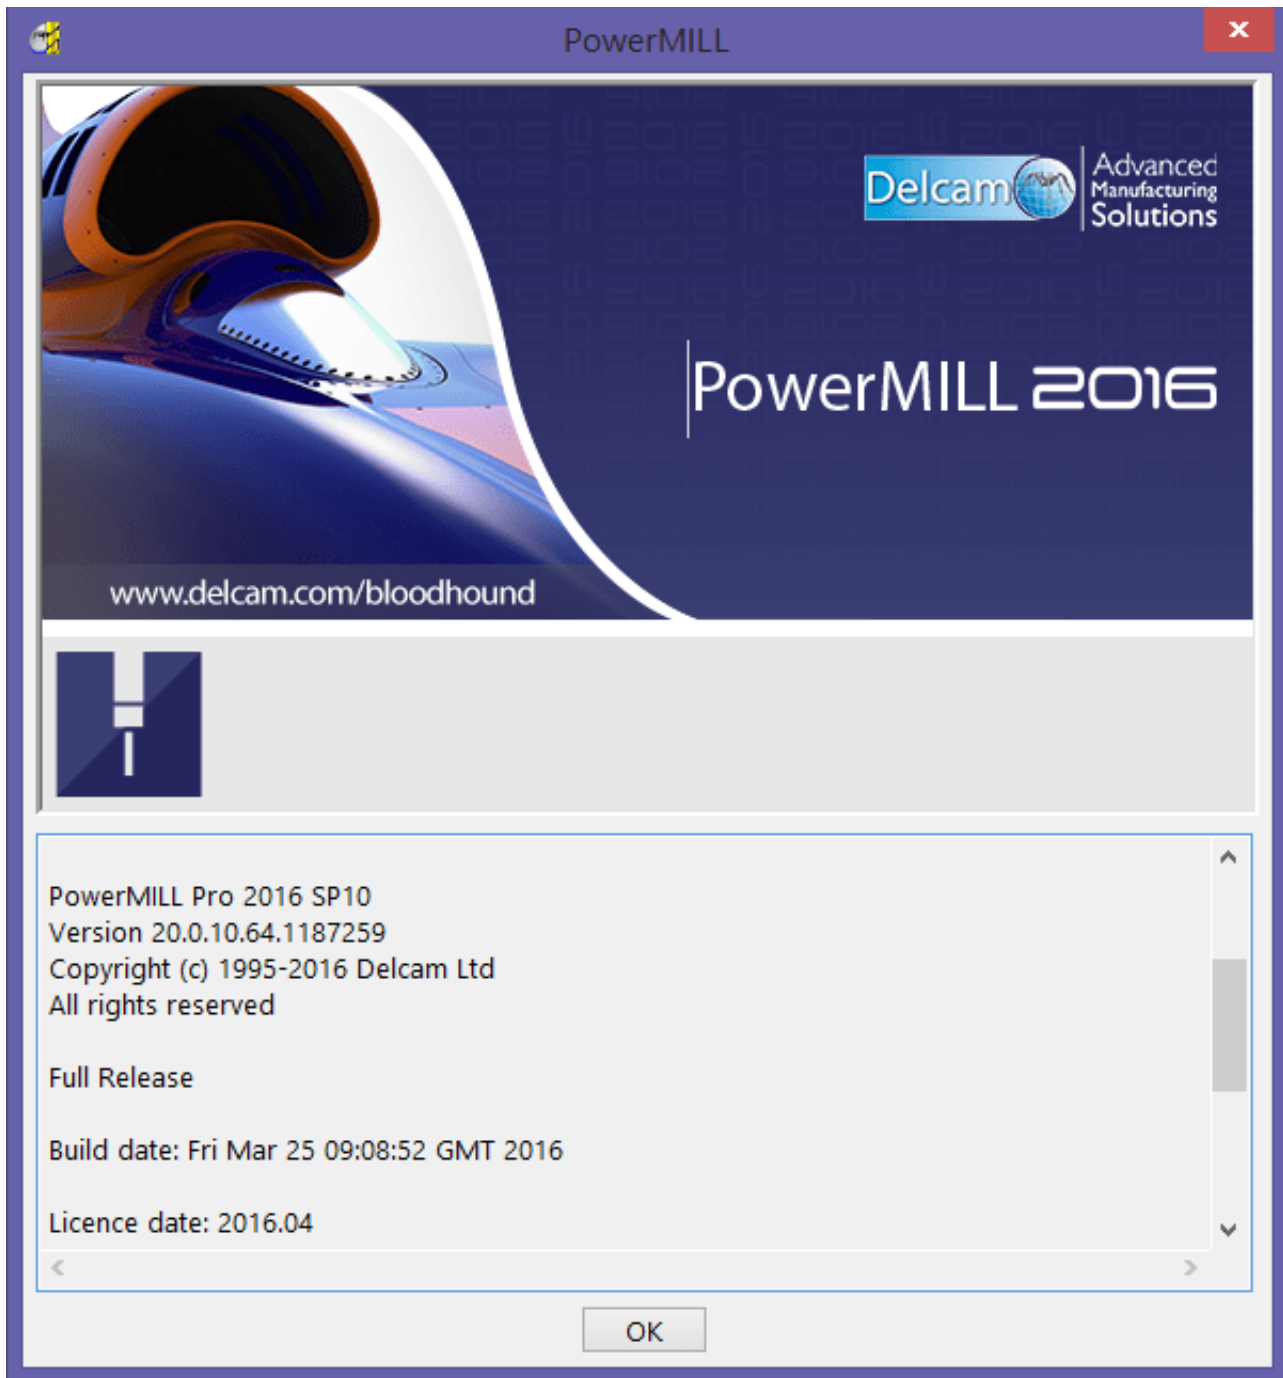 PowerMILL
Delcam
Advanced
Manufacturing
Solutions
PowerMILL 2016
www.delcam.com/bloodhound
PowerMILL Pro 2016 SP10
Version 20.0.10.64.1187259
Copyright (c) 1995-2016 Delcam Ltd
All rights reserved
Full Release
Build date: Fri Mar 25 09:08:52 GMT 2016
Licence date: 2016.04
OK